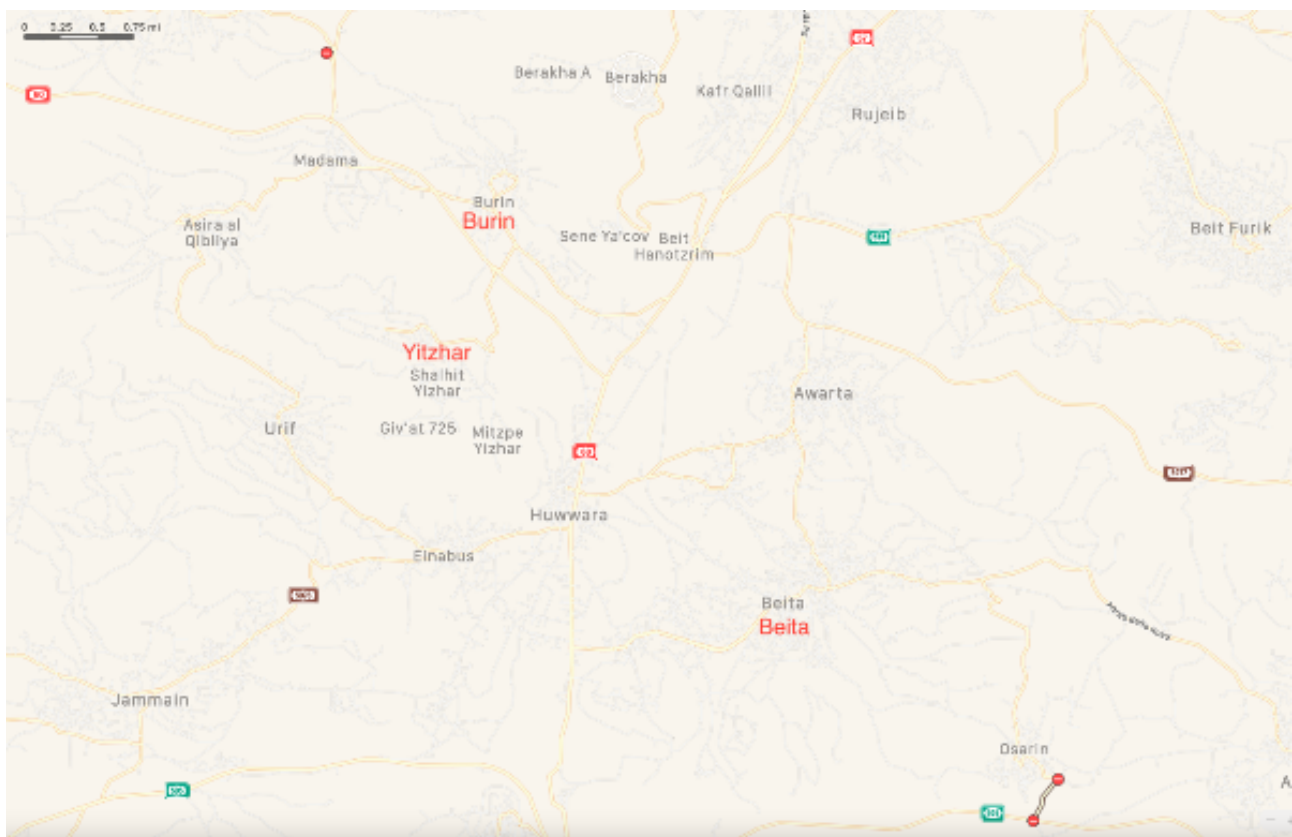 0 0.25 0.5 0.75 mi
Berakha A
Berakha
Kafr Qallil
Rujeib
Madama
Burin
Burin
Asira al
Qibliya
Sene Ya'cov
Beit
Hanotzrim
Beit Furik
Yitzhar
Shalhit
Yizhar
Awarta
Urif
Giv'at 725
Mitzpe
Yizhar
Huwwara
Einabus
Beita
Beita
Jammain
Osarin